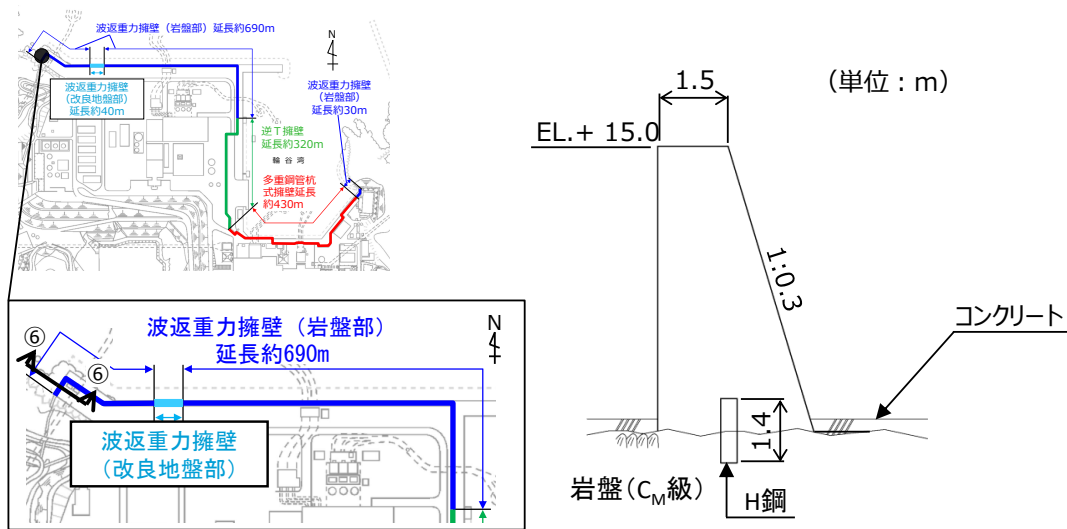 波返重力擁壁（岩盤部）延長約690m
N
波返重力擁壁
（改良地盤部）
延長約40m
波返重力擁壁
（岩盤部）
延長約30m
逆T擁壁
延長約320m
輪谷湾
多重鋼管杭
式擁壁延長
約430m
波返重力擁壁（岩盤部）
延長約690m
N
⑥
⑥
波返重力擁壁
（改良地盤部）
（単位：m）
1.5
EL.+ 15.0
1:0.3
コンクリート
1.4
岩盤(CM級）
H鋼